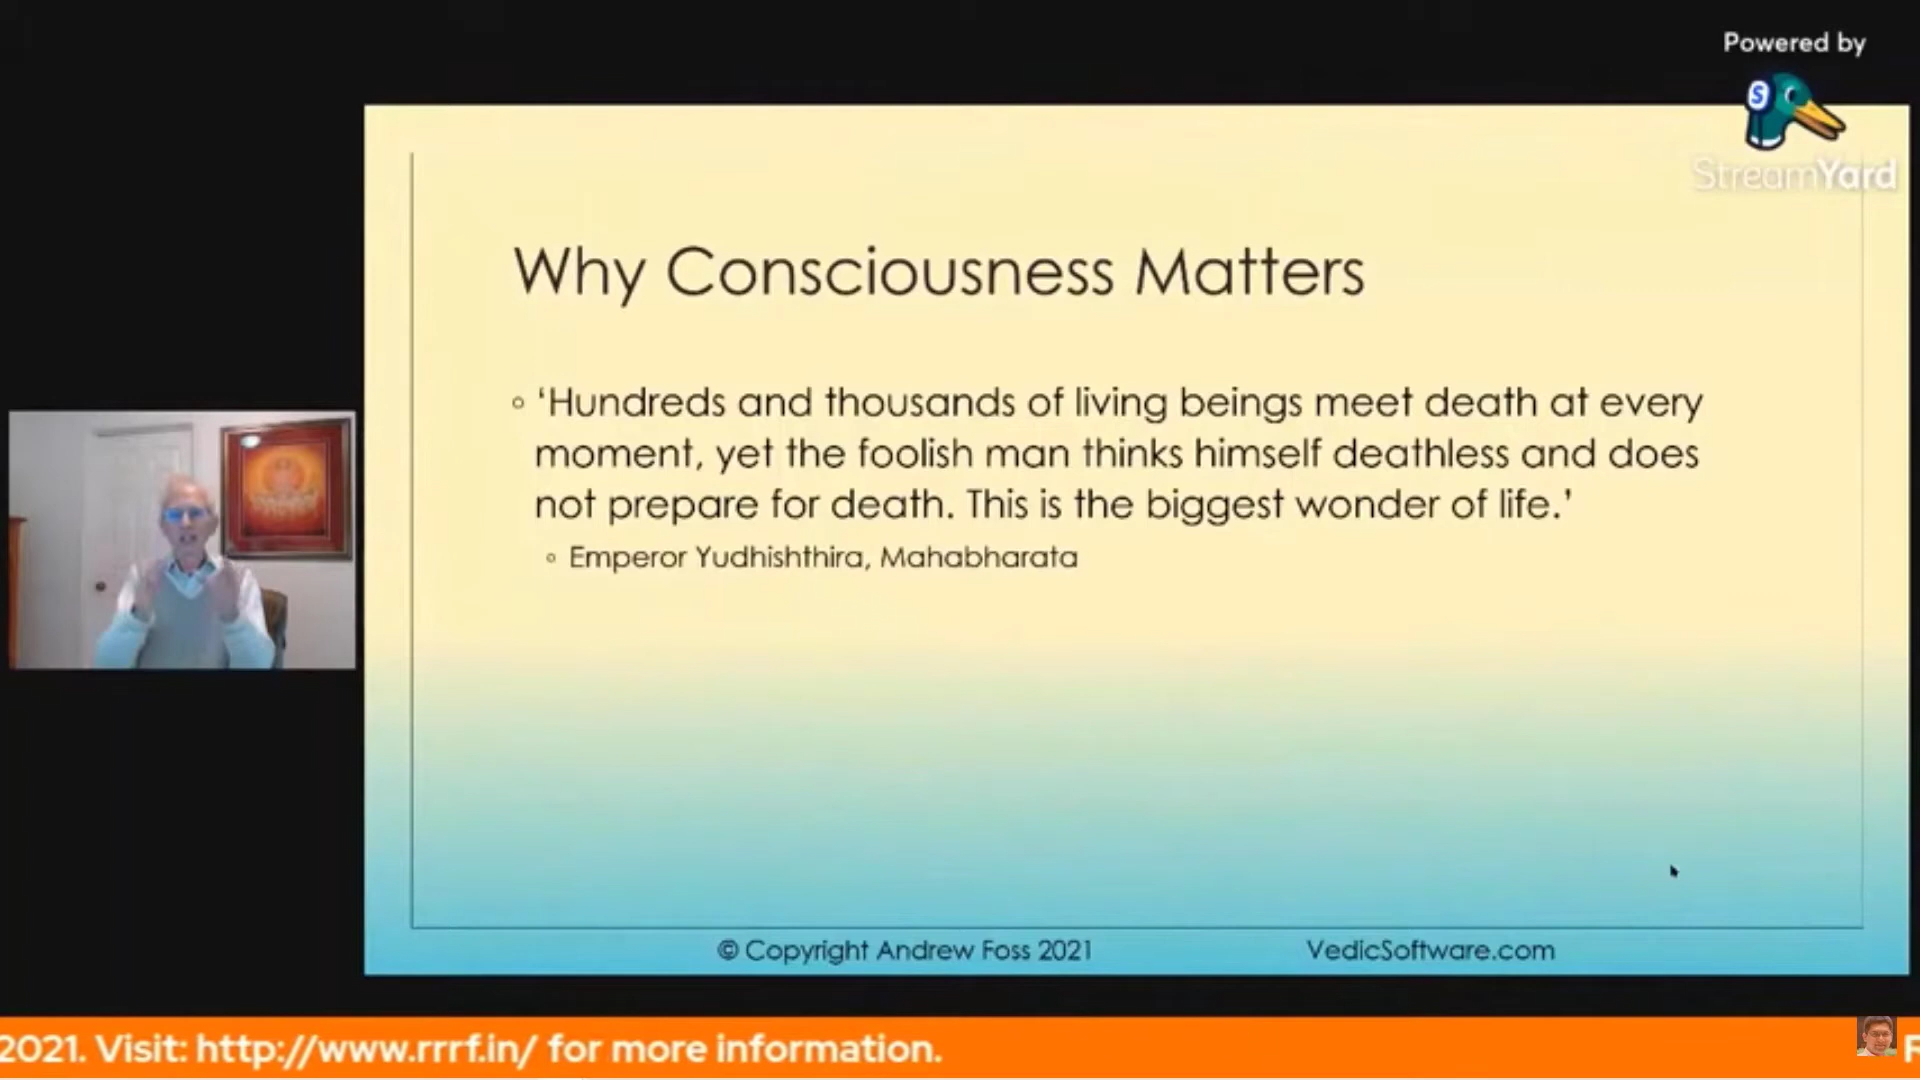 Powered by
S
StreamYard
Why Consciousness Matters
‘Hundreds and thousands of living beings meet death at every
moment, yet the foolish man thinks himself deathless and does
not prepare for death. This is the biggest wonder of life.’
Emperor Yudhishthira, Mahabharata
© Copyright Andrew Foss 2021
VedicSoftware.com
2021. Visit: http://www.rrrf.in/ for more information.